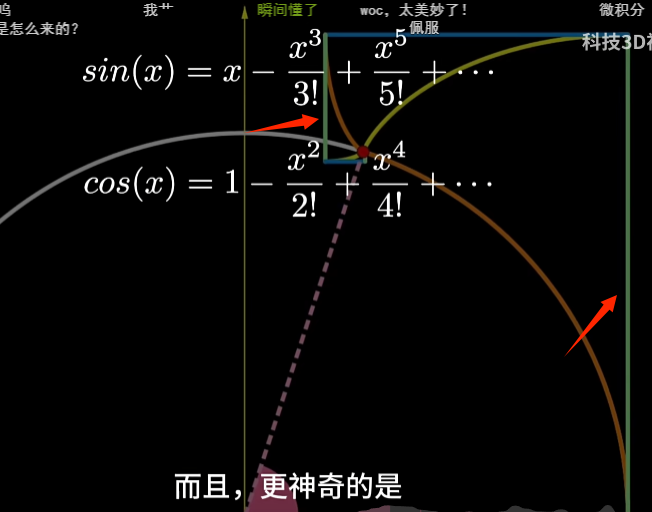 呜 我艹 瞬间懂了 woc，太美妙了！ 微积分
是怎么来的？ 佩服
科技3D视
sin(x) = x − x³/3! + x⁵/5! + ⋯
cos(x) = 1 − x²/2! + x⁴/4! + ⋯
而且，更神奇的是